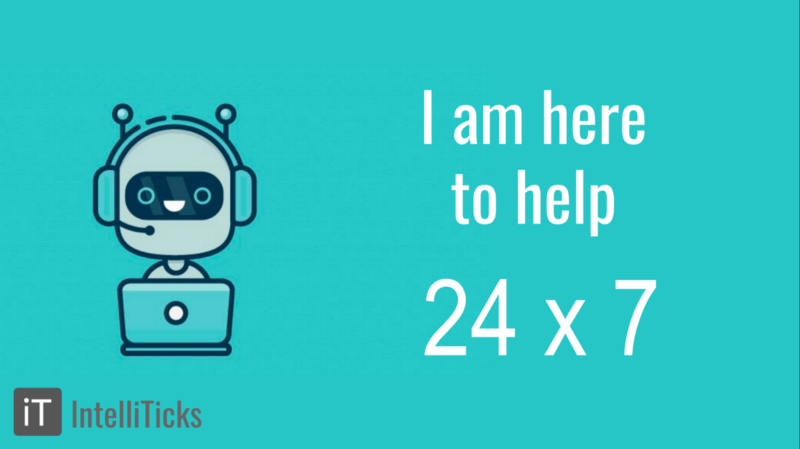 I am here
to help
24 x 7
iT IntelliTicks